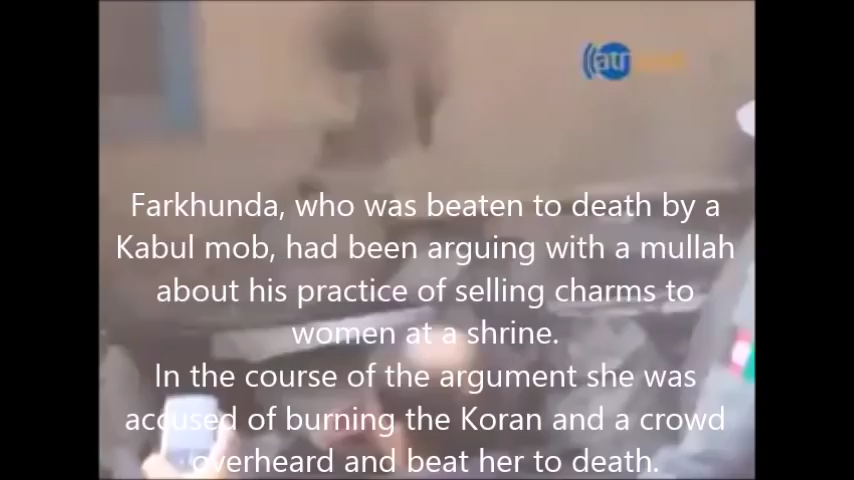 atn
Farkhunda, who was beaten to death by a
Kabul mob, had been arguing with a mullah
about his practice of selling charms to
women at a shrine.
In the course of the argument she was
accused of burning the Koran and a crowd
overheard and beat her to death.